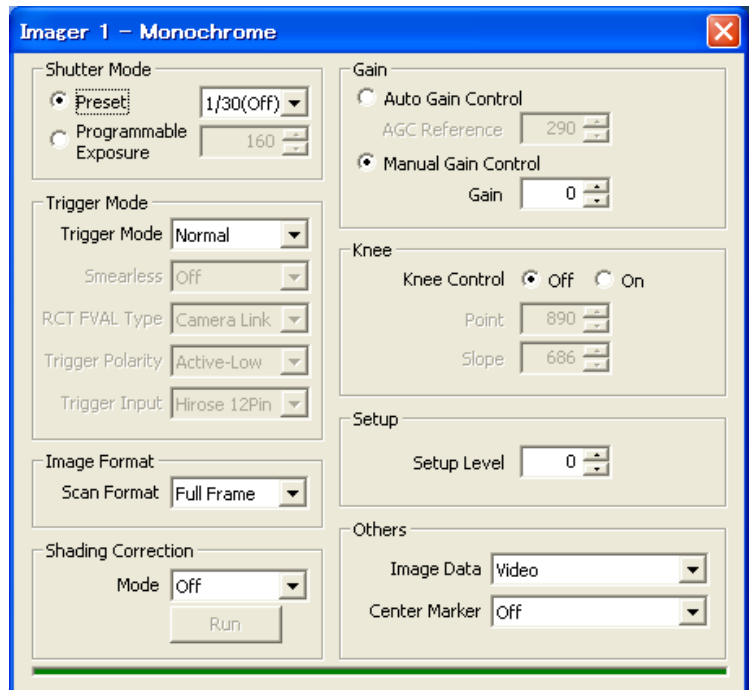 Imager 1 - Monochrome
Shutter Mode
Preset 1/30(Off)
Programmable Exposure 160
Trigger Mode
Trigger Mode Normal
Smearless Off
RCT FVAL Type Camera Link
Trigger Polarity Active-Low
Trigger Input Hirose 12Pin
Image Format
Scan Format Full Frame
Shading Correction
Mode Off
Run
Gain
Auto Gain Control
AGC Reference 290
Manual Gain Control
Gain 0
Knee
Knee Control Off On
Point 890
Slope 686
Setup
Setup Level 0
Others
Image Data Video
Center Marker Off